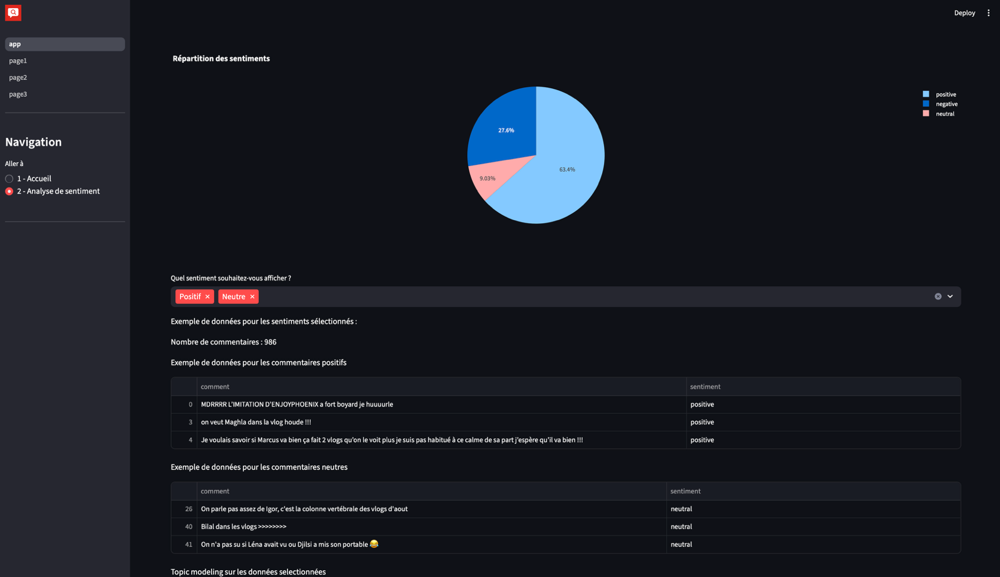 Deploy
app
page1
page2
page3
Navigation
Aller à
1 - Accueil
2 - Analyse de sentiment
Répartition des sentiments
positive
negative
neutral
27.6%
63.4%
9.03%
Quel sentiment souhaitez-vous afficher ?
Positif
Neutre
Exemple de données pour les sentiments sélectionnés :
Nombre de commentaires : 986
Exemple de données pour les commentaires positifs
comment sentiment
0 MDRRRR L’IMITATION D’ENJOYPHOENIX a fort boyard je huuuurle positive
3 on veut Maghla dans la vlog houde !!! positive
4 Je voulais savoir si Marcus va bien ça fait 2 vlogs qu’on le voit plus je suis pas habitué à ce calme de sa part j’espère qu’il va bien !!! positive
Exemple de données pour les commentaires neutres
comment sentiment
26 On parle pas assez de Igor, c'est la colonne vertébrale des vlogs d'aout neutral
40 Bilal dans les vlogs >>>>>>>> neutral
41 On n'a pas su si Léna avait vu ou Djilsi a mis son portable 😂 neutral
Topic modeling sur les données selectionnées